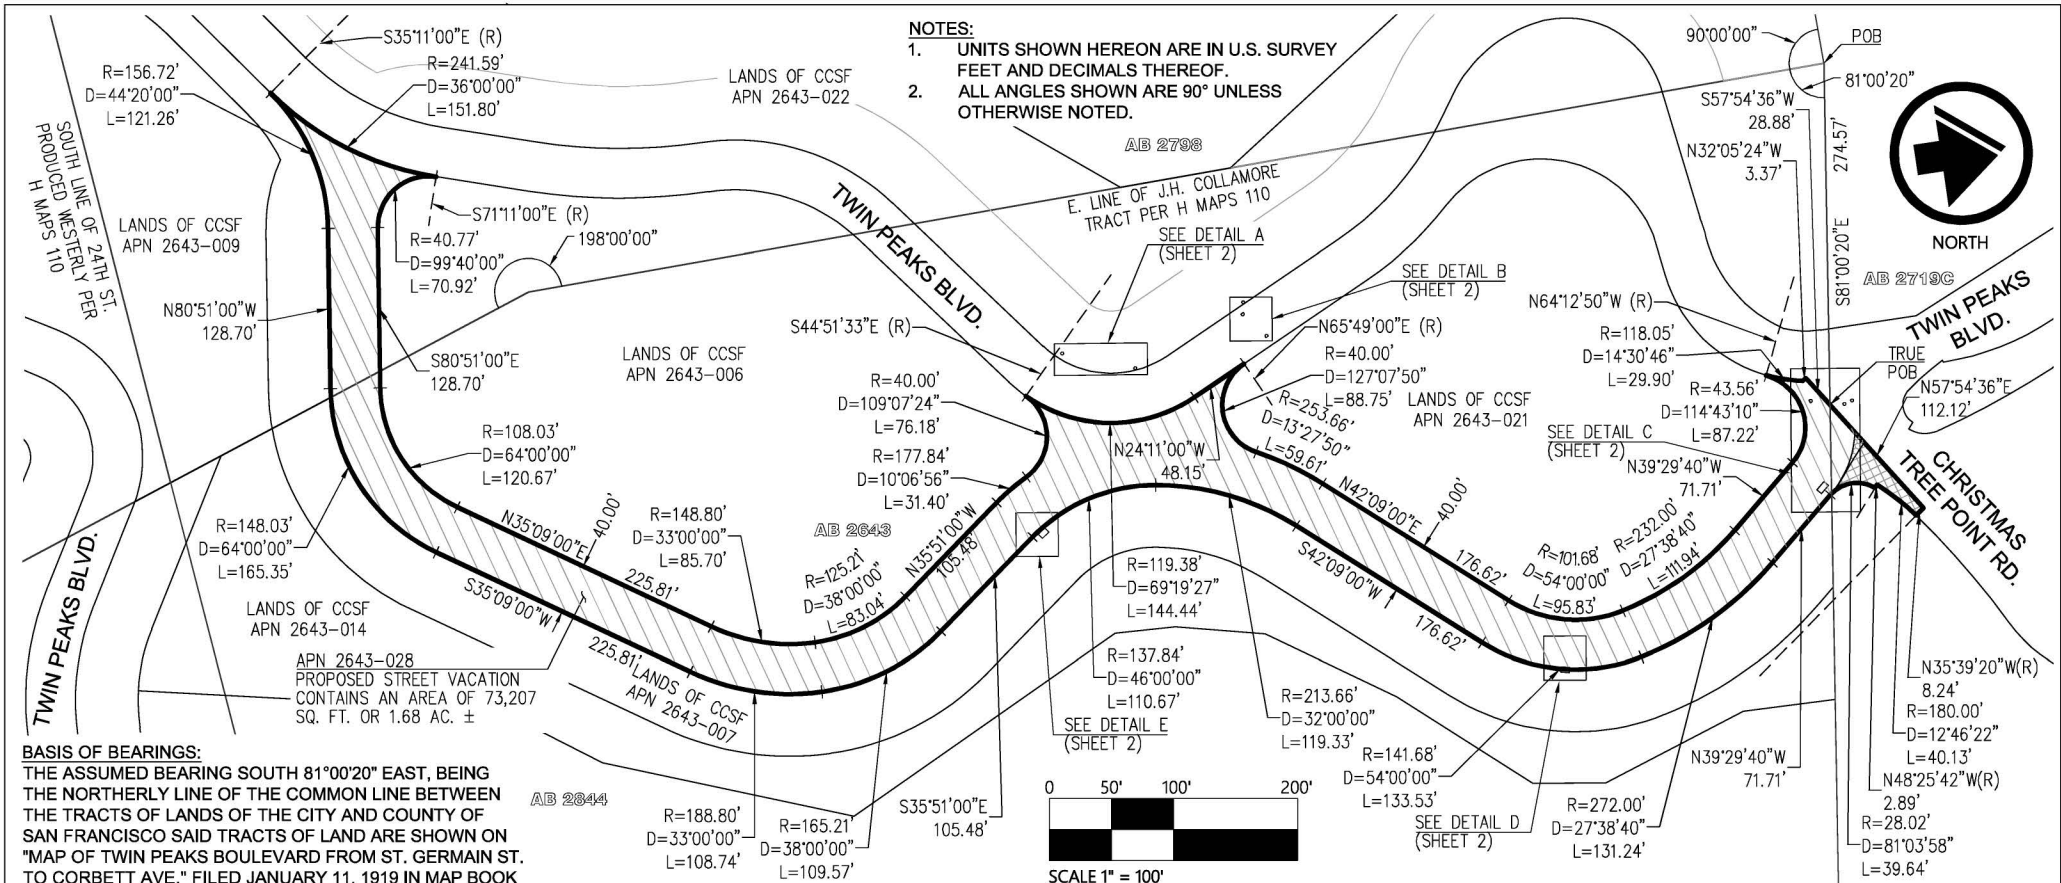 NOTES:
1. UNITS SHOWN HEREON ARE IN U.S. SURVEY
FEET AND DECIMALS THEREOF.
2. ALL ANGLES SHOWN ARE 90° UNLESS
OTHERWISE NOTED.
S35°11'00"E (R)
R=156.72'
D=44°20'00"
L=121.26'
R=241.59'
D=36°00'00"
L=151.80'
LANDS OF CCSF
APN 2643-022
AB 2798
90°00'00"
POB
81°00'20"
S57°54'36"W
28.88'
N32°05'24"W
3.37'
274.57'
S81°00'20"E
NORTH
SOUTH LINE OF 24TH ST.
PRODUCED WESTERLY PER
H MAPS 110
LANDS OF CCSF
APN 2643-009
S71°11'00"E (R)
198°00'00"
R=40.77'
D=99°40'00"
L=70.92'
TWIN PEAKS BLVD.
E. LINE OF J.H. COLLAMORE
TRACT PER H MAPS 110
SEE DETAIL A
(SHEET 2)
SEE DETAIL B
(SHEET 2)
AB 2719C
TWIN PEAKS
BLVD.
N80°51'00"W
128.70'
S80°51'00"E
128.70'
LANDS OF CCSF
APN 2643-006
S44°51'33"E (R)
N65°49'00"E (R)
R=40.00'
D=127°07'50"
L=88.75'
LANDS OF CCSF
APN 2643-021
N64°12'50"W (R)
R=118.05'
D=14°30'46"
L=29.90'
TRUE
POB
N57°54'36"E
112.12'
R=43.56'
D=114°43'10"
L=87.22'
R=40.00'
D=109°07'24"
L=76.18'
R=177.84'
D=10°06'56"
L=31.40'
N24°11'00"W
48.15'
R=253.66'
D=13°27'50"
L=59.61'
SEE DETAIL C
(SHEET 2)
N39°29'40"W
71.71'
CHRISTMAS
TREE POINT RD.
R=108.03'
D=64°00'00"
L=120.67'
R=148.03'
D=64°00'00"
L=165.35'
N35°09'00"E
40.00'
225.81'
R=148.80'
D=33°00'00"
L=85.70'
AB 2643
R=125.21'
D=38°00'00"
L=83.04'
N35°51'00"W
105.48'
N42°09'00"E
40.00'
176.62'
R=101.68'
D=54°00'00"
L=95.83'
R=232.00'
D=27°38'40"
L=111.94'
TWIN PEAKS BLVD.
S35°09'00"W
225.81'
LANDS OF CCSF
APN 2643-014
LANDS OF CCSF
APN 2643-007
APN 2643-028
PROPOSED STREET VACATION
CONTAINS AN AREA OF 73,207
SQ. FT. OR 1.68 AC. ±
R=119.38'
D=69°19'27"
L=144.44'
S42°09'00"W
176.62'
R=137.84'
D=46°00'00"
L=110.67'
SEE DETAIL E
(SHEET 2)
R=213.66'
D=32°00'00"
L=119.33'
R=141.68'
D=54°00'00"
L=133.53'
SEE DETAIL D
(SHEET 2)
R=272.00'
D=27°38'40"
L=131.24'
N39°29'40"W
71.71'
N35°39'20"W(R)
8.24'
R=180.00'
D=12°46'22"
L=40.13'
N48°25'42"W(R)
2.89'
R=28.02'
D=81°03'58"
L=39.64'
BASIS OF BEARINGS:
THE ASSUMED BEARING SOUTH 81°00'20" EAST, BEING
THE NORTHERLY LINE OF THE COMMON LINE BETWEEN
THE TRACTS OF LANDS OF THE CITY AND COUNTY OF
SAN FRANCISCO SAID TRACTS OF LAND ARE SHOWN ON
"MAP OF TWIN PEAKS BOULEVARD FROM ST. GERMAIN ST.
TO CORBETT AVE." FILED JANUARY 11, 1919 IN MAP BOOK
AB 2844
R=188.80'
D=33°00'00"
L=108.74'
R=165.21'
D=38°00'00"
L=109.57'
S35°51'00"E
105.48'
0 50' 100' 200'
SCALE 1" = 100'